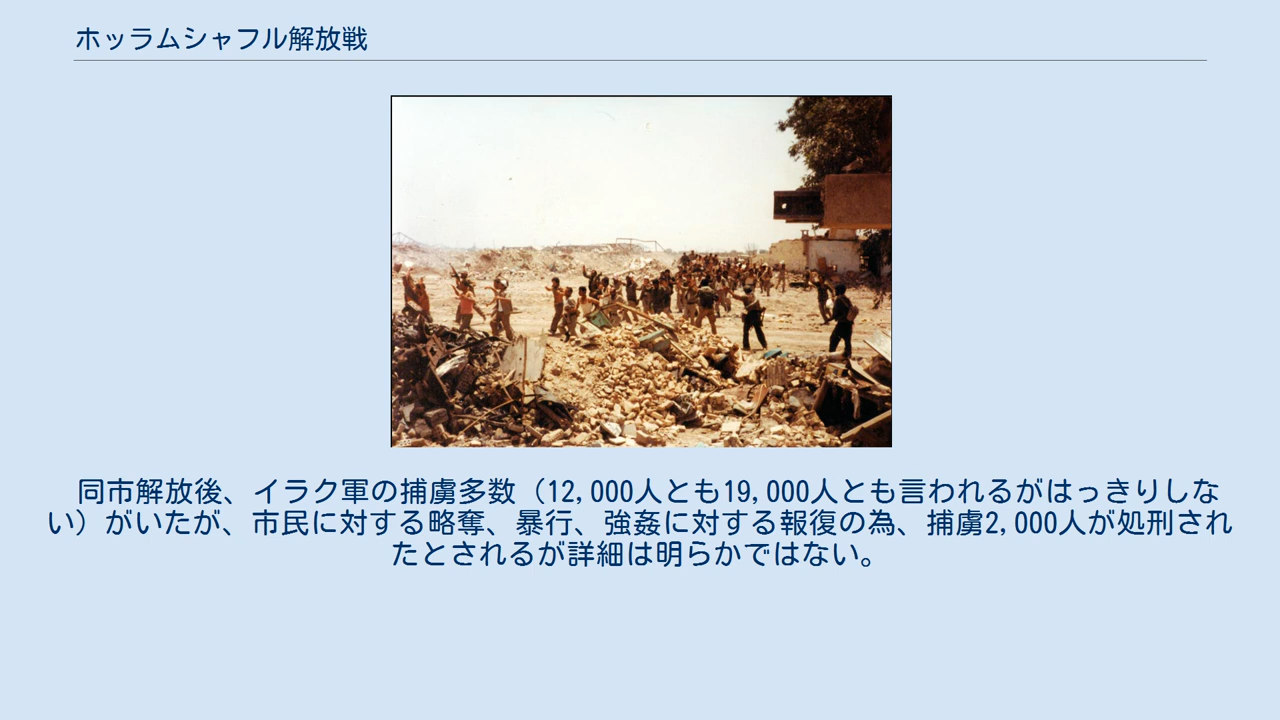 ホッラムシャフル解放戦
同市解放後、イラク軍の捕虜多数（12,000人とも19,000人とも言われるがはっきりしな
い）がいたが、市民に対する略奪、暴行、強姦に対する報復の為、捕虜2,000人が処刑され
たとされるが詳細は明らかではない。